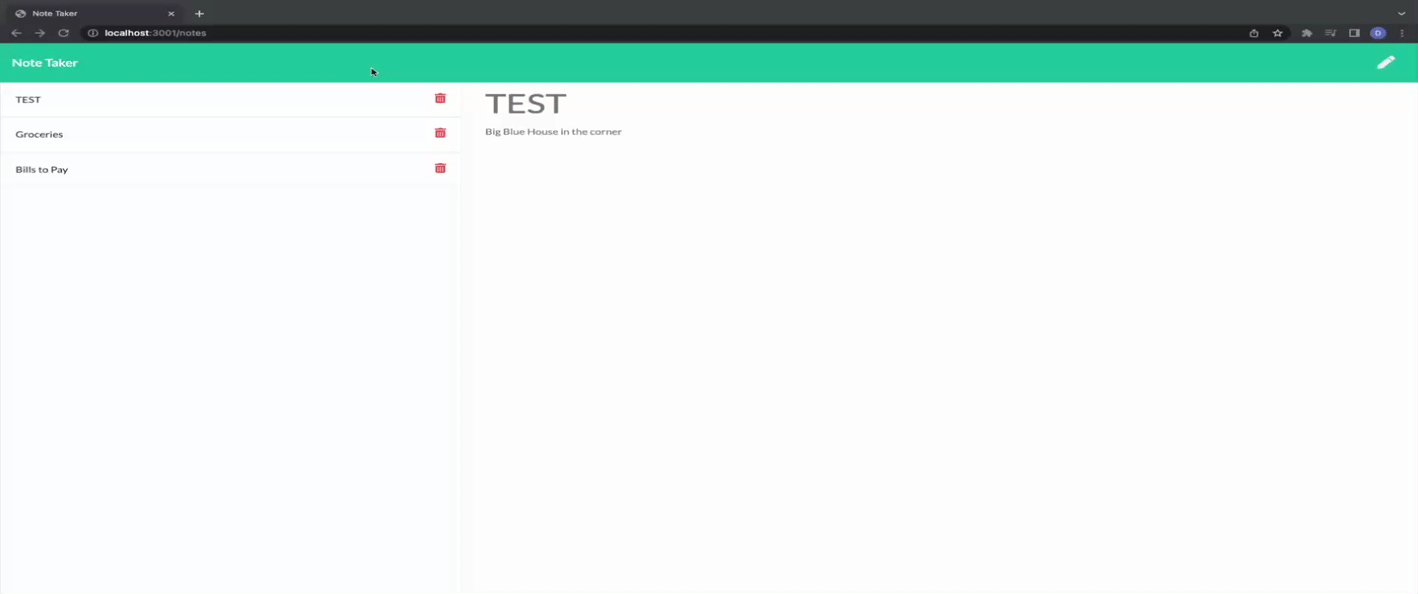 Note Taker
localhost:3001/notes
D
Note Taker
TEST
Groceries
Bills to Pay
TEST
Big Blue House in the corner